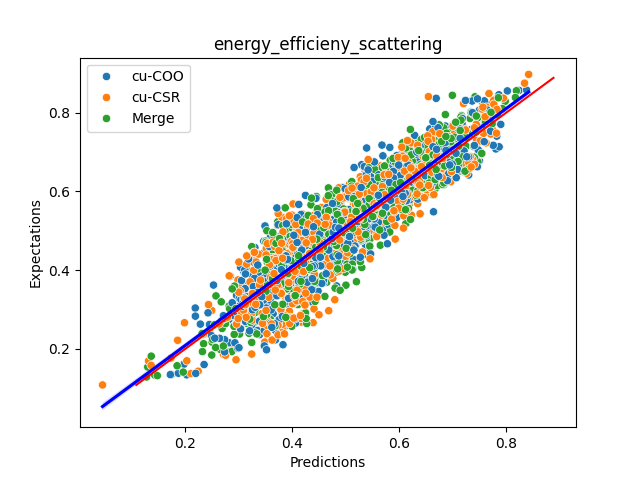 energy_efficieny_scattering
cu-COO
cu-CSR
Merge
Expectations
0.8
0.6
0.4
0.2
0.2 0.4 0.6 0.8
Predictions